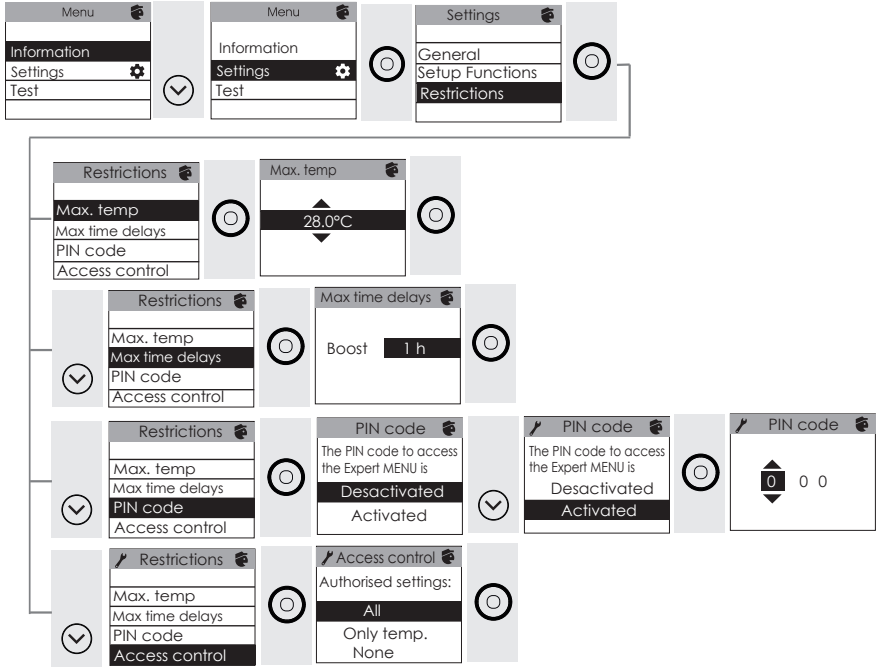 Menu
Information
Settings
Test
Menu
Information
Settings
Test
Settings
General
Setup Functions
Restrictions
Restrictions
Max. temp
Max time delays
PIN code
Access control
Max. temp
28.0°C
Restrictions
Max. temp
Max time delays
PIN code
Access control
Max time delays
Boost 1 h
Restrictions
Max. temp
Max time delays
PIN code
Access control
PIN code
The PIN code to access
the Expert MENU is
Desactivated
Activated
PIN code
The PIN code to access
the Expert MENU is
Desactivated
Activated
PIN code
0 0 0
Restrictions
Max. temp
Max time delays
PIN code
Access control
Access control
Authorised settings:
All
Only temp.
None